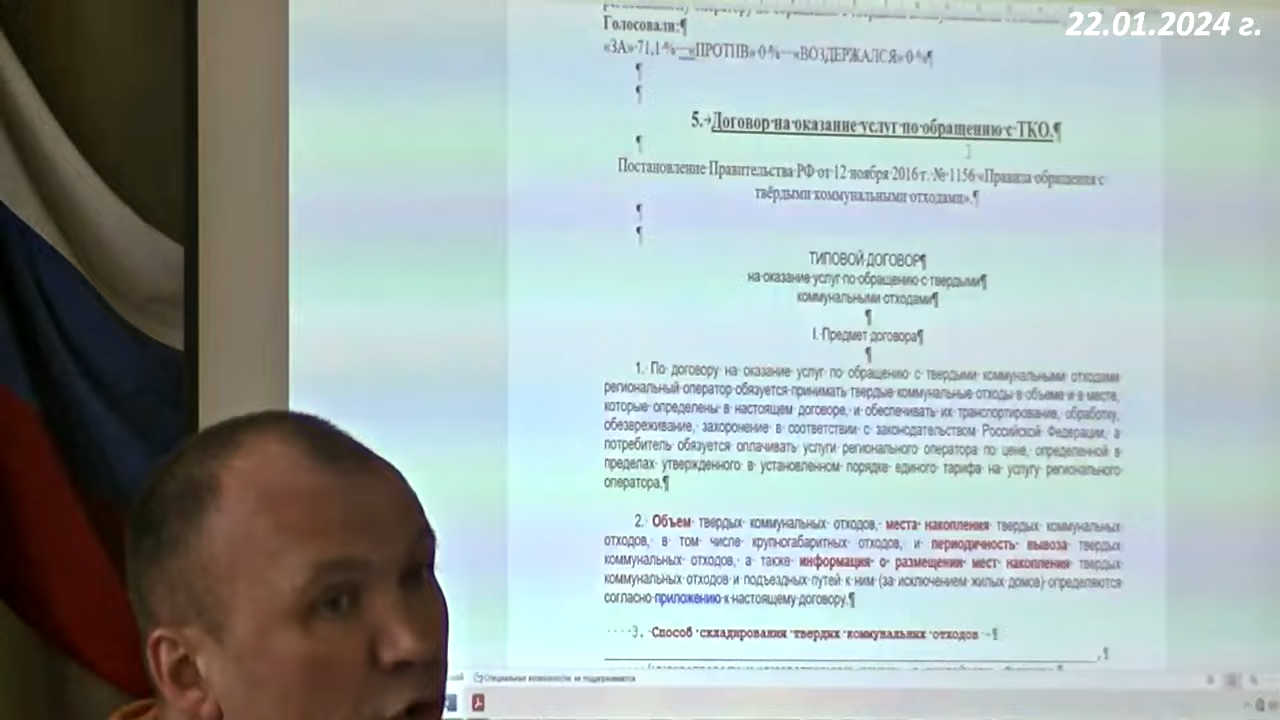 22.01.2024 г.
Голосовали:¶
«ЗА» 71,1 % — «ПРОТИВ» 0 % — «ВОЗДЕРЖАЛСЯ» 0 %¶
¶
¶
5.→Договор·на·оказание·услуг·по·обращению·с·ТКО.¶
¶
Постановление·Правительства·РФ·от·12·ноября·2016·г.·№·1156·«Правила·обращения·с
твёрдыми·коммунальными·отходами».¶
¶
¶
ТИПОВОЙ·ДОГОВОР¶
на·оказание·услуг·по·обращению·с·твердыми¶
коммунальными·отходами¶
¶
I.·Предмет·договора¶
¶
1.·По·договору·на·оказание·услуг·по·обращению·с·твердыми·коммунальными·отходами
региональный·оператор·обязуется·принимать·твердые·коммунальные·отходы·в·объеме·и·в·месте,
которые·определены·в·настоящем·договоре,·и·обеспечивать·их·транспортирование,·обработку,
обезвреживание,·захоронение·в·соответствии·с·законодательством·Российской·Федерации,·а
потребитель·обязуется·оплачивать·услуги·регионального·оператора·по·цене,·определенной·в
пределах·утвержденного·в·установленном·порядке·единого·тарифа·на·услугу·регионального
оператора.¶
2.·Объем·твердых·коммунальных·отходов,·места·накопления·твердых·коммунальных
отходов,·в·том·числе·крупногабаритных·отходов,·и·периодичность·вывоза·твердых
коммунальных·отходов,·а·также·информация·о·размещении·мест·накопления·твердых
коммунальных·отходов·и·подъездных·путей·к·ним·(за·исключением·жилых·домов)·определяются
согласно·приложению·к·настоящему·договору.¶
····3.·Способ·складирования·твердых·коммунальных·отходов·-¶
,¶
Специальные возможности: не поддерживаются